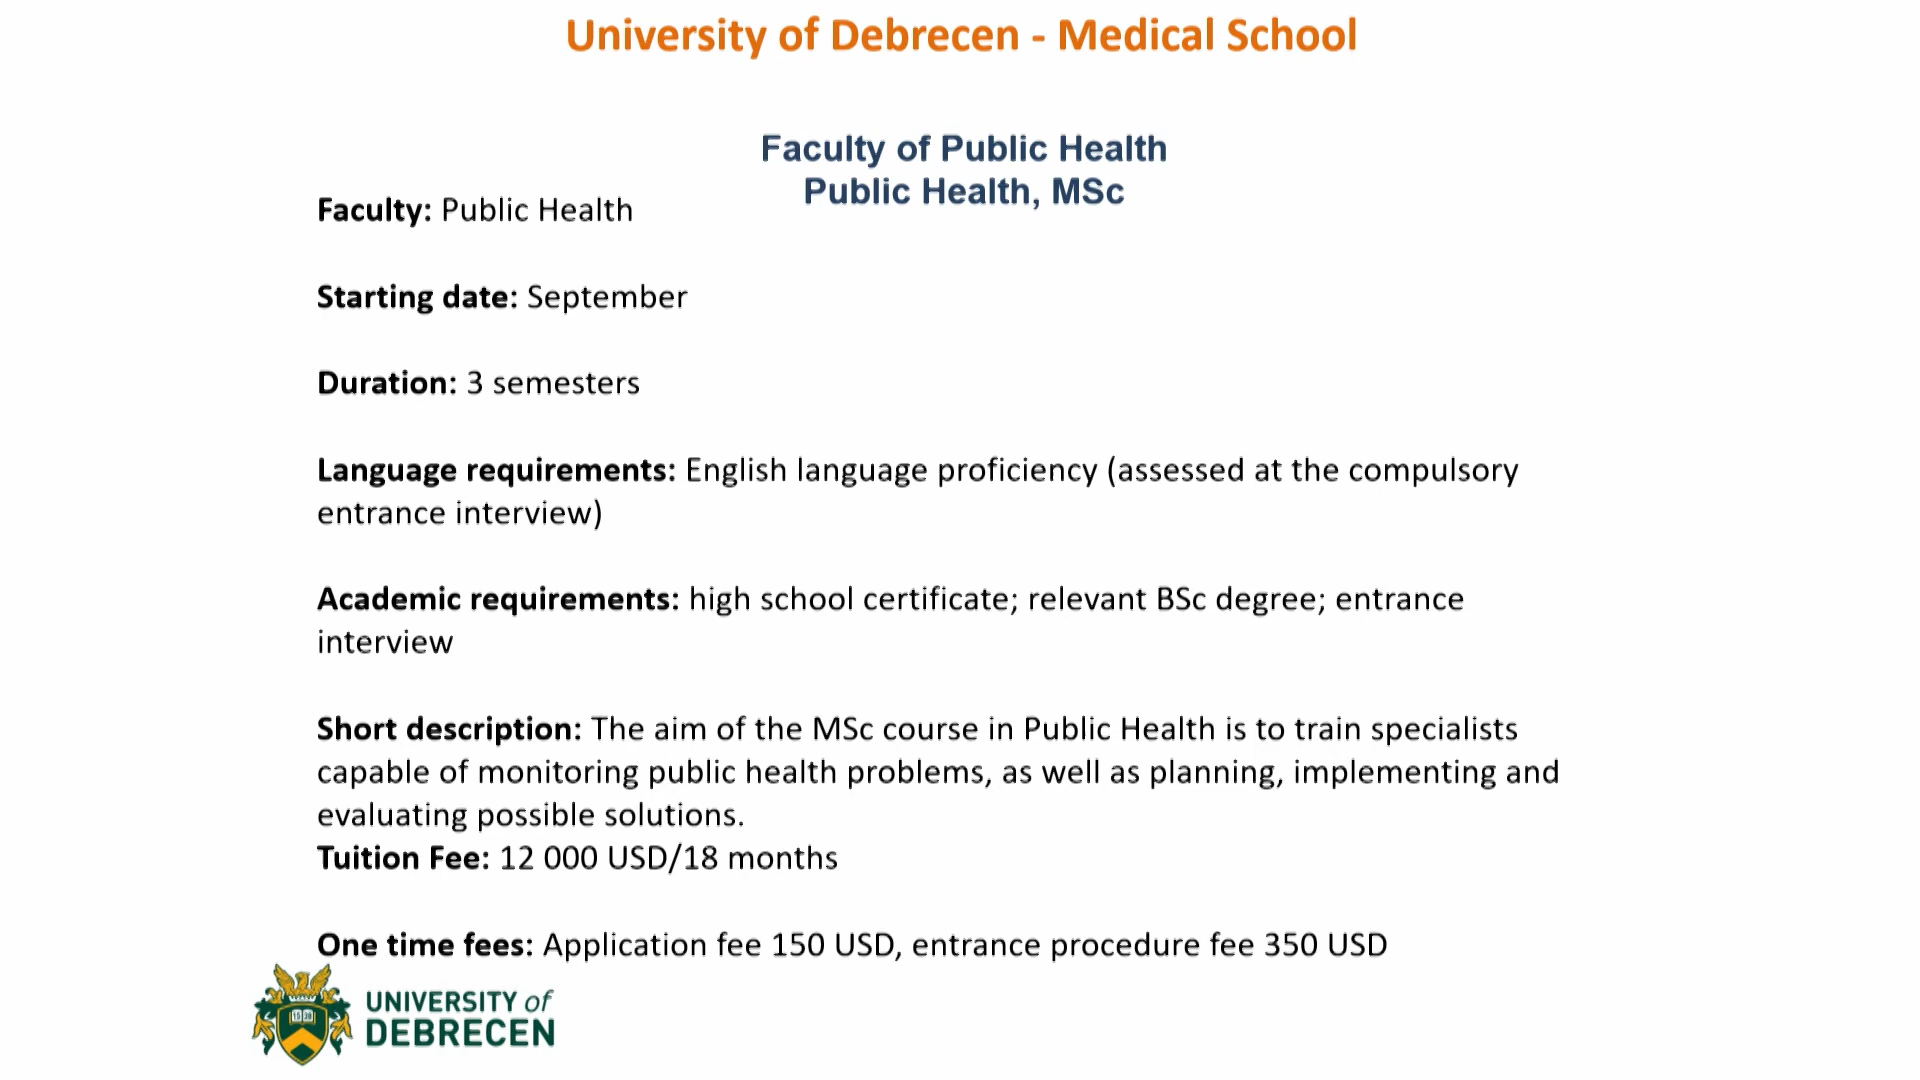 University of Debrecen - Medical School
Faculty of Public Health
Public Health, MSc
Faculty: Public Health
Starting date: September
Duration: 3 semesters
Language requirements: English language proficiency (assessed at the compulsory
entrance interview)
Academic requirements: high school certificate; relevant BSc degree; entrance
interview
Short description: The aim of the MSc course in Public Health is to train specialists
capable of monitoring public health problems, as well as planning, implementing and
evaluating possible solutions.
Tuition Fee: 12 000 USD/18 months
One time fees: Application fee 150 USD, entrance procedure fee 350 USD
UNIVERSITY of
DEBRECEN